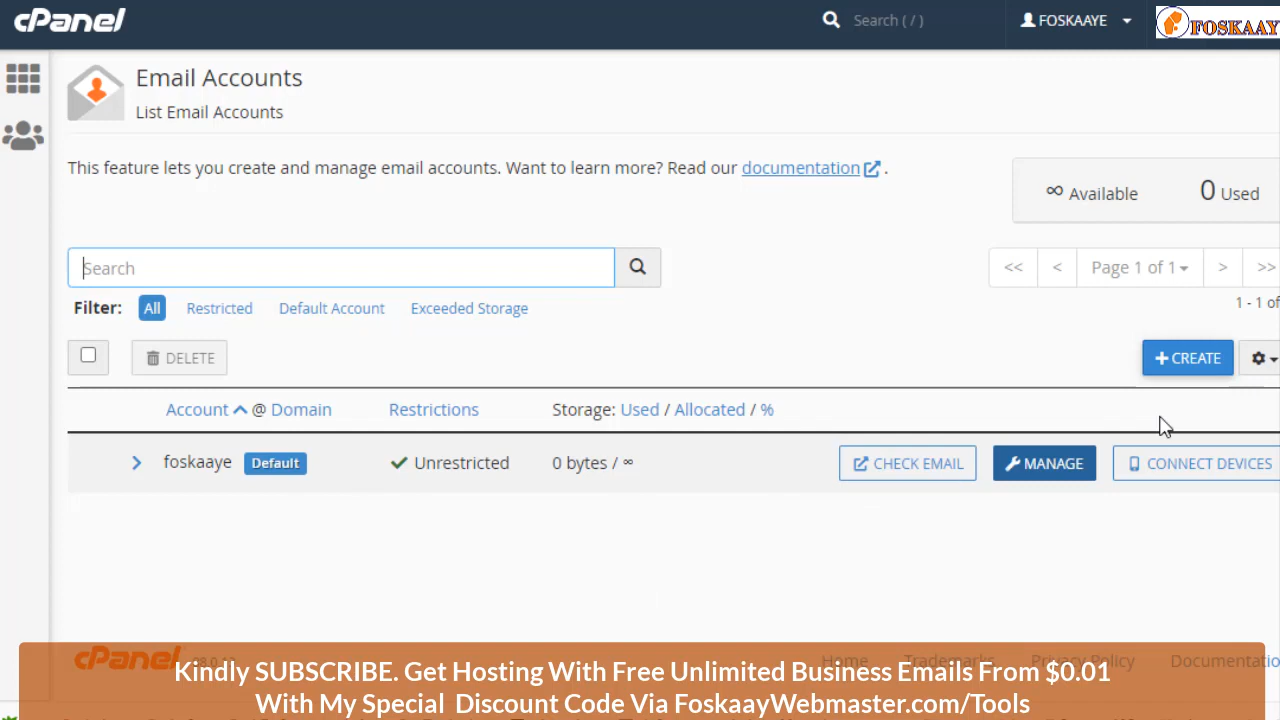 cPanel
Search ( / )
FOSKAAYE
FOSKAAY
Email Accounts
List Email Accounts
This feature lets you create and manage email accounts. Want to learn more? Read our documentation .
∞ Available
0 Used
Search
<< < Page 1 of 1 > >>
Filter: All Restricted Default Account Exceeded Storage
1 - 1 of
DELETE
+ CREATE
Account @ Domain Restrictions Storage: Used / Allocated / %
foskaaye Default Unrestricted 0 bytes / ∞ CHECK EMAIL MANAGE CONNECT DEVICES
cPanel
Home Trademarks Privacy Policy Documentatio
Kindly SUBSCRIBE. Get Hosting With Free Unlimited Business Emails From $0.01
With My Special Discount Code Via FoskaayWebmaster.com/Tools